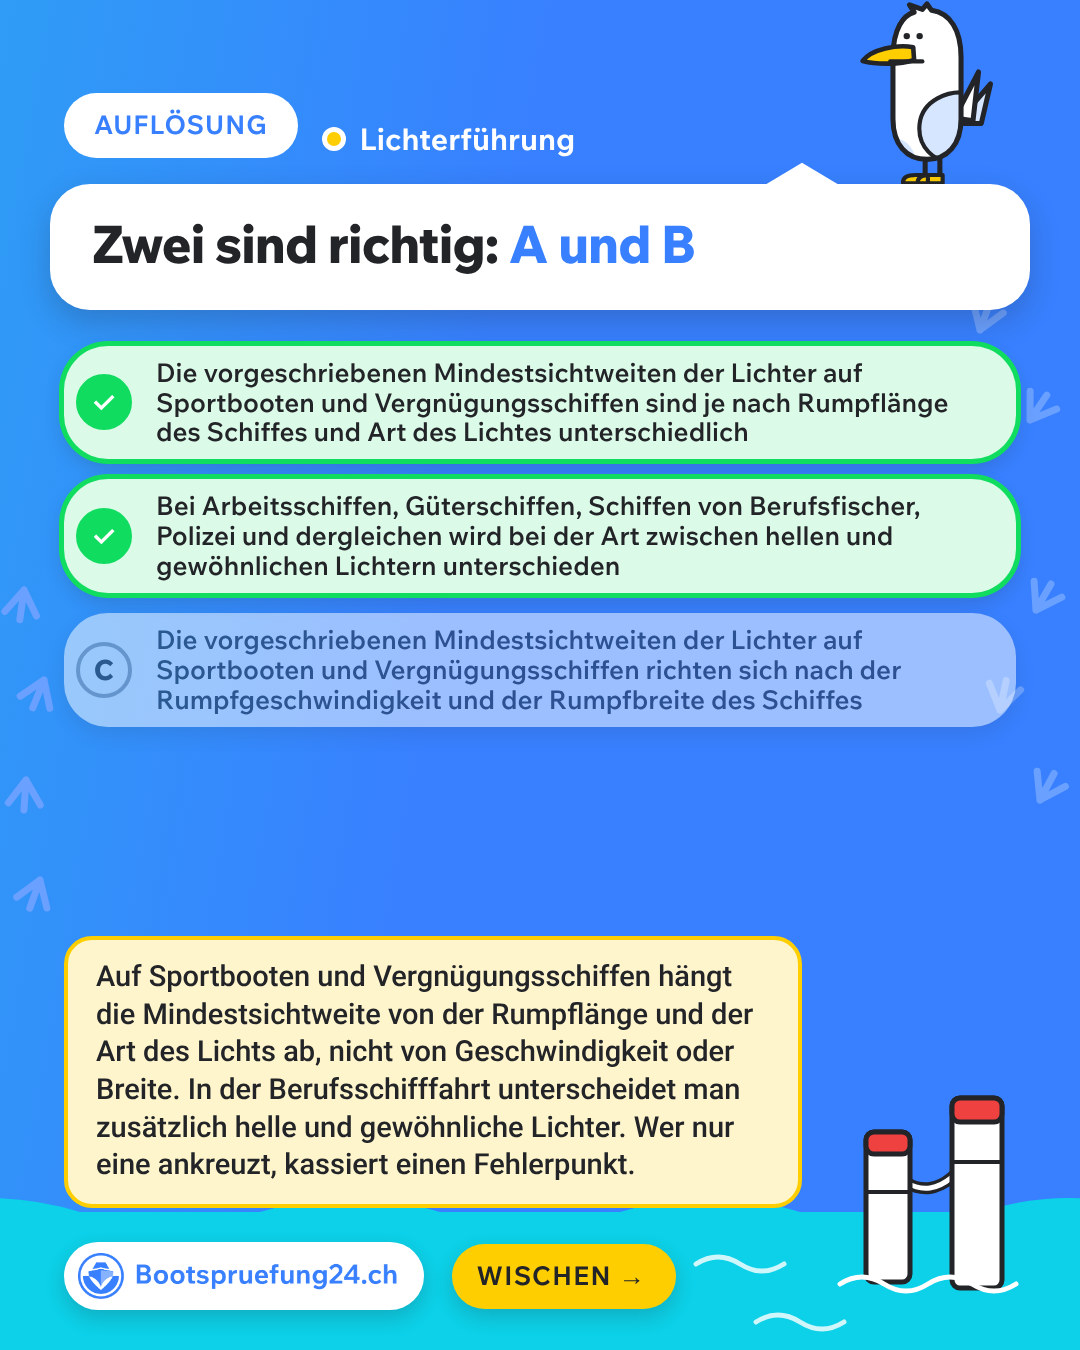 AUFLÖSUNG
Lichterführung
Zwei sind richtig: A und B
Die vorgeschriebenen Mindestsichtweiten der Lichter auf
Sportbooten und Vergnügungsschiffen sind je nach Rumpflänge
des Schiffes und Art des Lichtes unterschiedlich
Bei Arbeitsschiffen, Güterschiffen, Schiffen von Berufsfischer,
Polizei und dergleichen wird bei der Art zwischen hellen und
gewöhnlichen Lichtern unterschieden
C
Die vorgeschriebenen Mindestsichtweiten der Lichter auf
Sportbooten und Vergnügungsschiffen richten sich nach der
Rumpfgeschwindigkeit und der Rumpfbreite des Schiffes
Auf Sportbooten und Vergnügungsschiffen hängt
die Mindestsichtweite von der Rumpflänge und der
Art des Lichts ab, nicht von Geschwindigkeit oder
Breite. In der Berufsschifffahrt unterscheidet man
zusätzlich helle und gewöhnliche Lichter. Wer nur
eine ankreuzt, kassiert einen Fehlerpunkt.
Bootspruefung24.ch
WISCHEN →